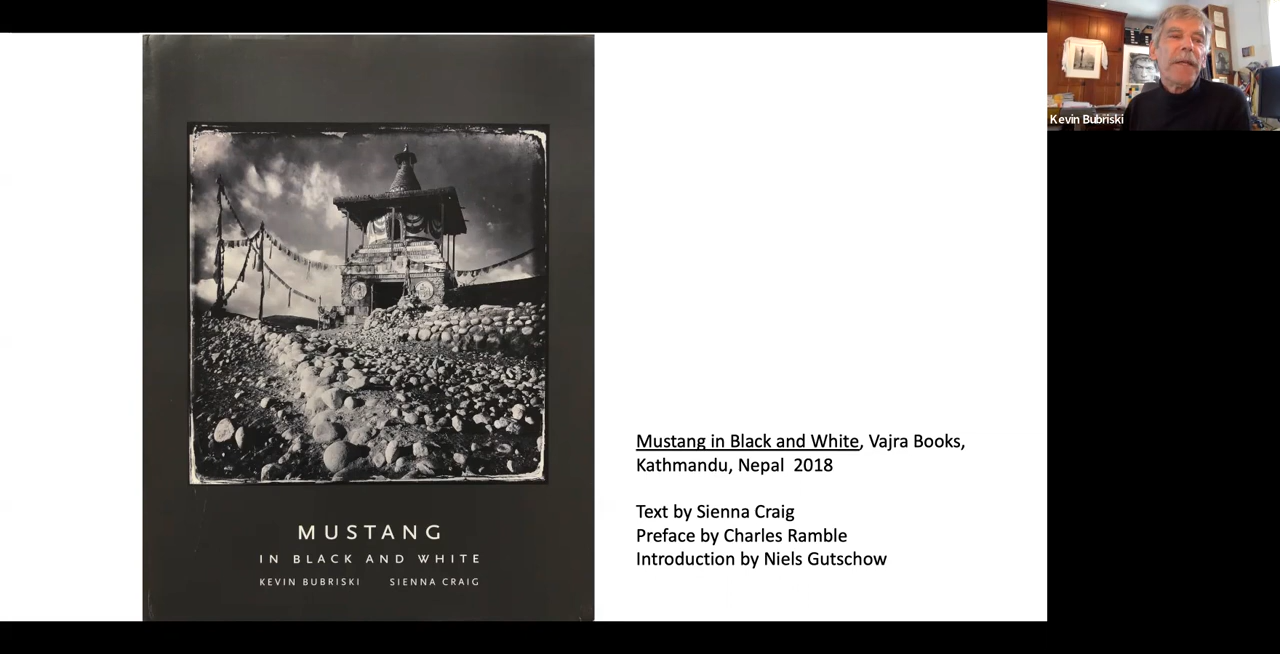 MUSTANG
IN BLACK AND WHITE
KEVIN BUBRISKI SIENNA CRAIG
Mustang in Black and White, Vajra Books,
Kathmandu, Nepal 2018
Text by Sienna Craig
Preface by Charles Ramble
Introduction by Niels Gutschow
Kevin Bubriski